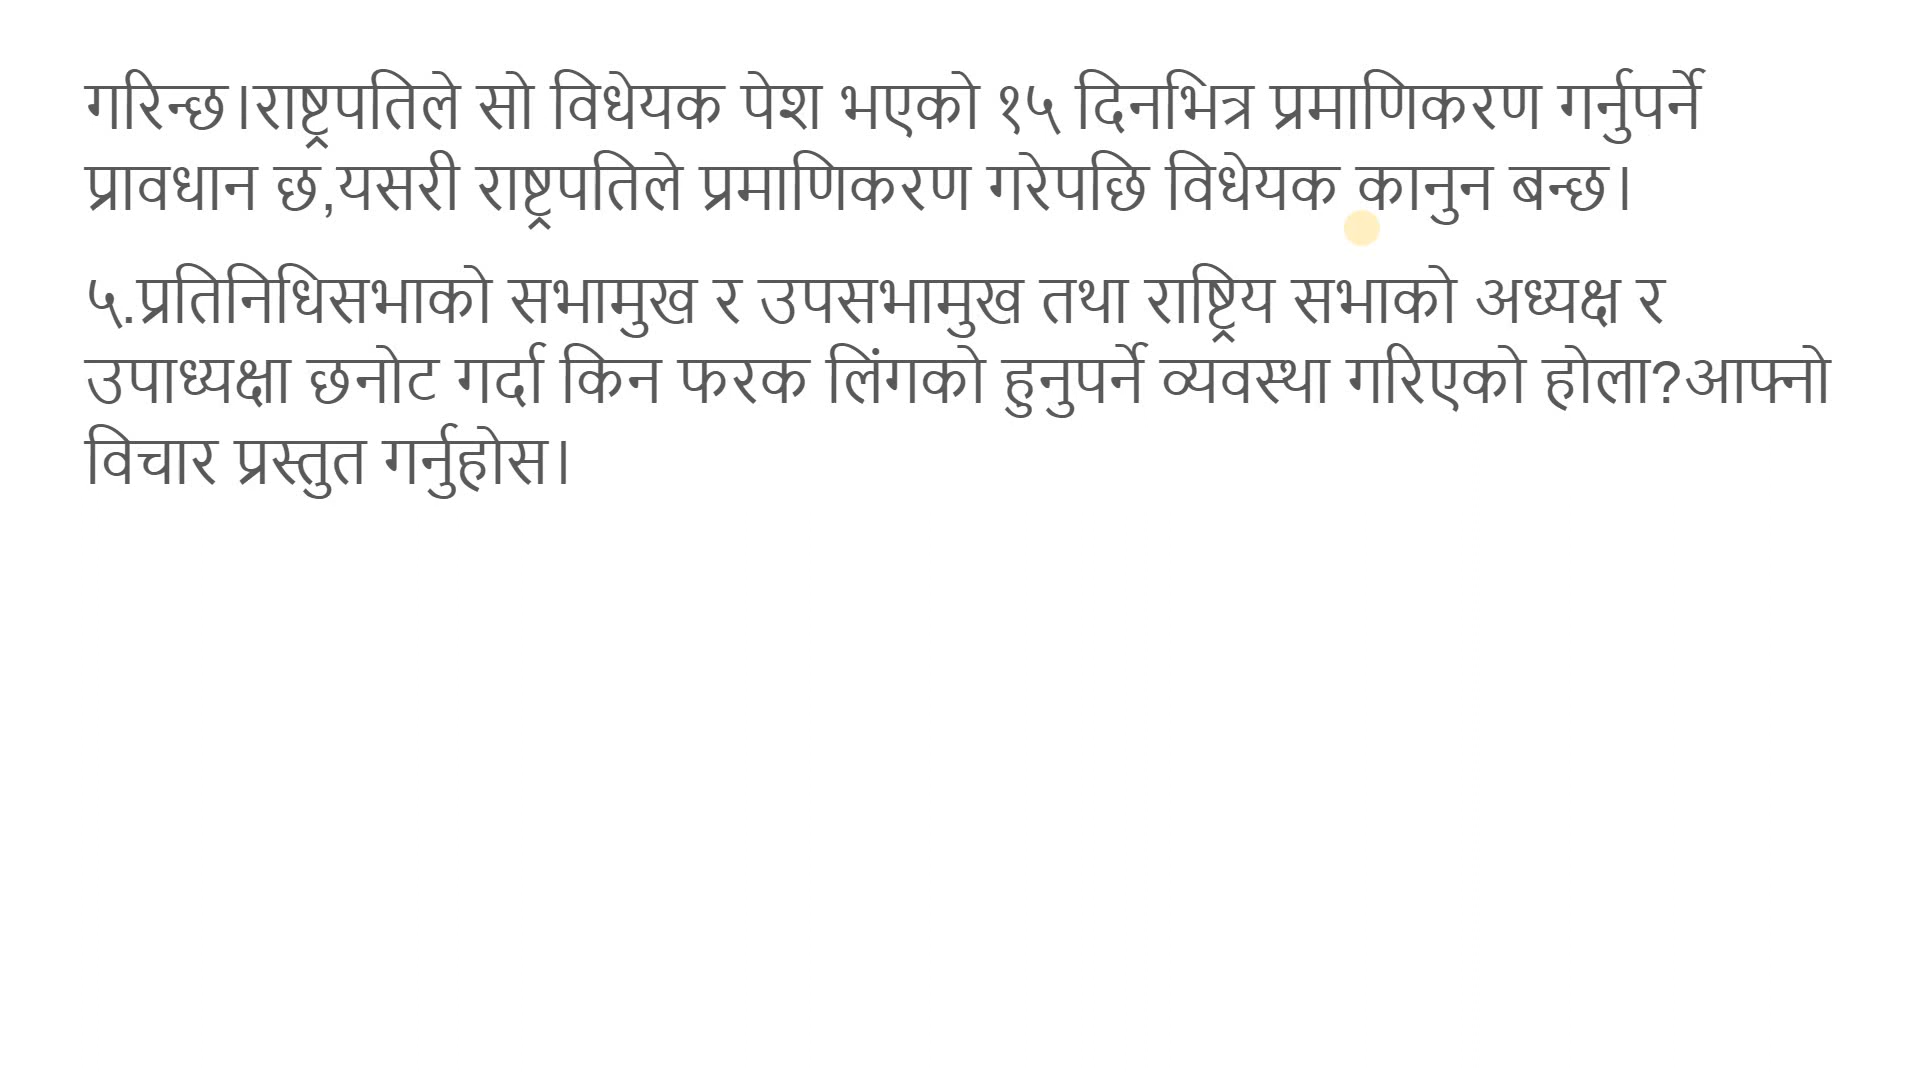 गरिन्छ।राष्ट्रपतिले सो विधेयक पेश भएको १५ दिनभित्र प्रमाणिकरण गर्नुपर्ने
प्रावधान छ,यसरी राष्ट्रपतिले प्रमाणिकरण गरेपछि विधेयक कानुन बन्छ।
५.प्रतिनिधिसभाको सभामुख र उपसभामुख तथा राष्ट्रिय सभाको अध्यक्ष र
उपाध्यक्षा छनोट गर्दा किन फरक लिंगको हुनुपर्ने व्यवस्था गरिएको होला?आफ्नो
विचार प्रस्तुत गर्नुहोस।